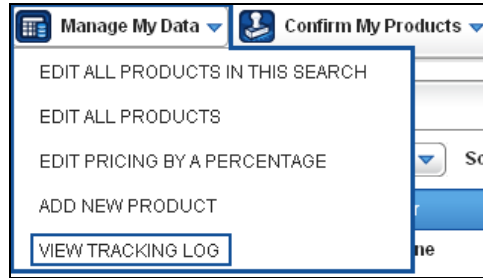 Manage My Data Confirm My Products
EDIT ALL PRODUCTS IN THIS SEARCH
EDIT ALL PRODUCTS
EDIT PRICING BY A PERCENTAGE
ADD NEW PRODUCT
VIEW TRACKING LOG